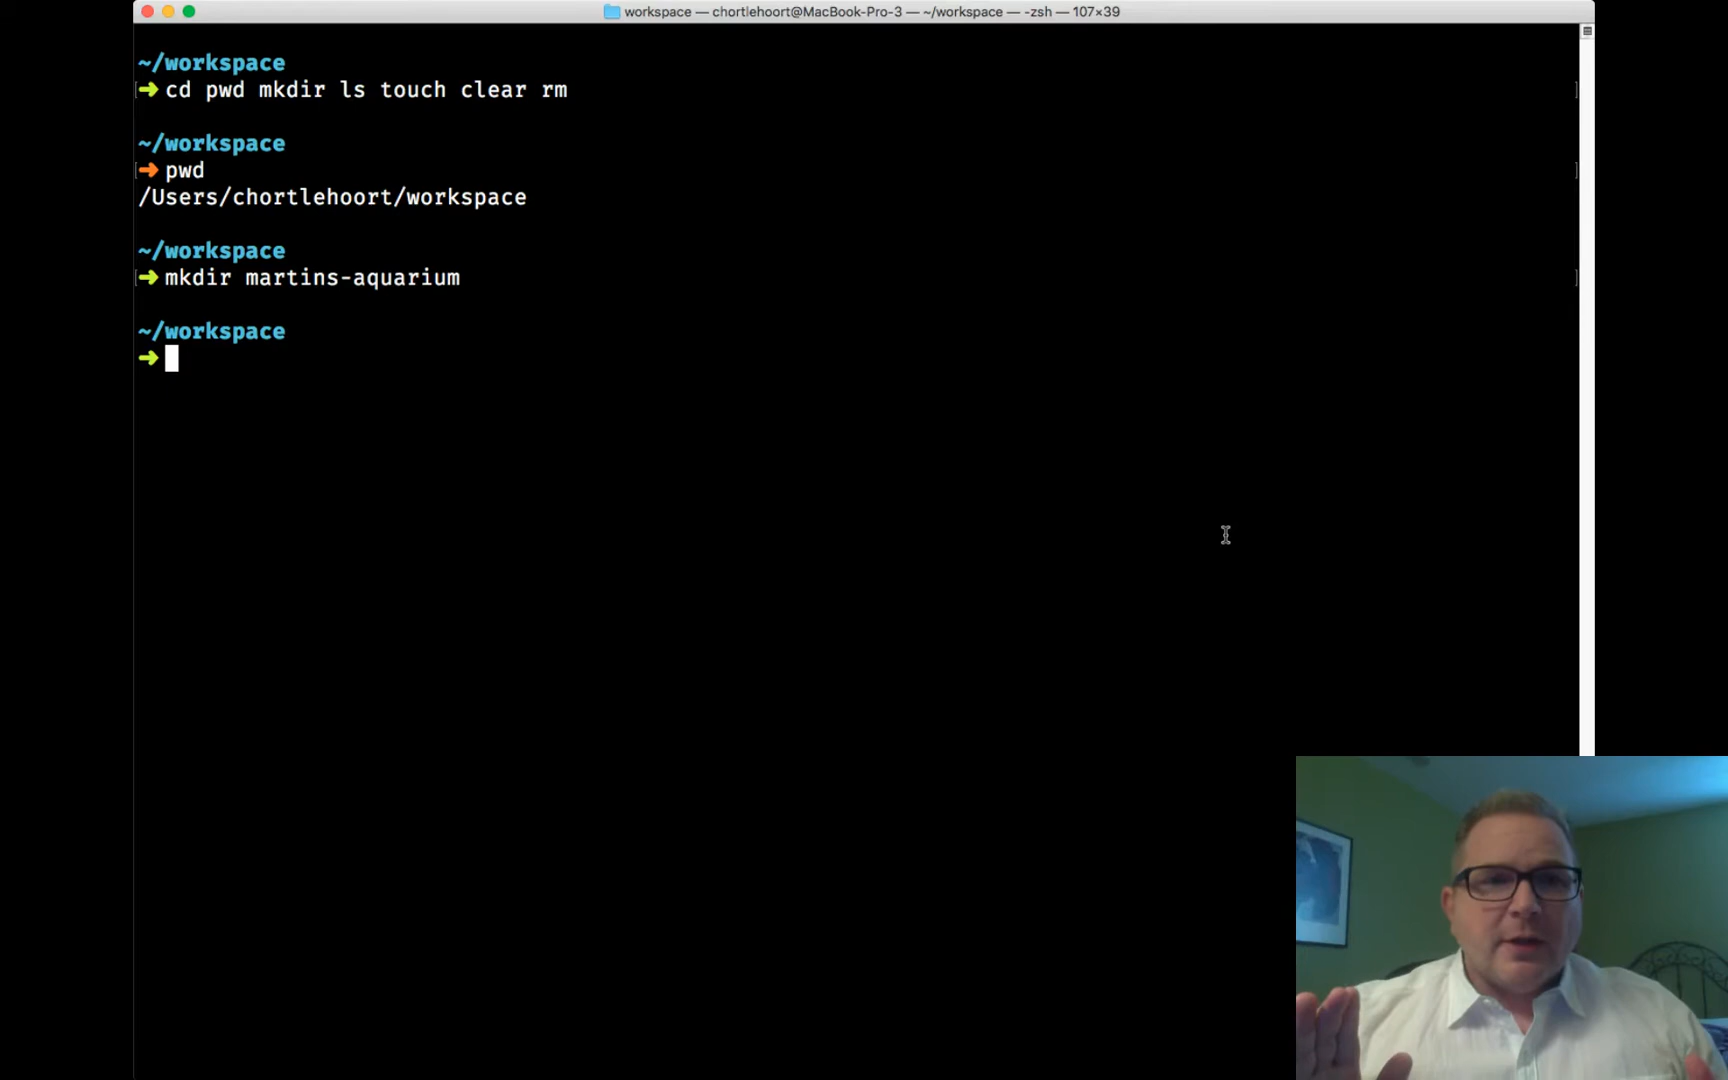 workspace — chortlehoort@MacBook-Pro-3 — ~/workspace — -zsh — 107×39
~/workspace
➜ cd pwd mkdir ls touch clear rm
~/workspace
➜ pwd
/Users/chortlehoort/workspace
~/workspace
➜ mkdir martins-aquarium
~/workspace
➜